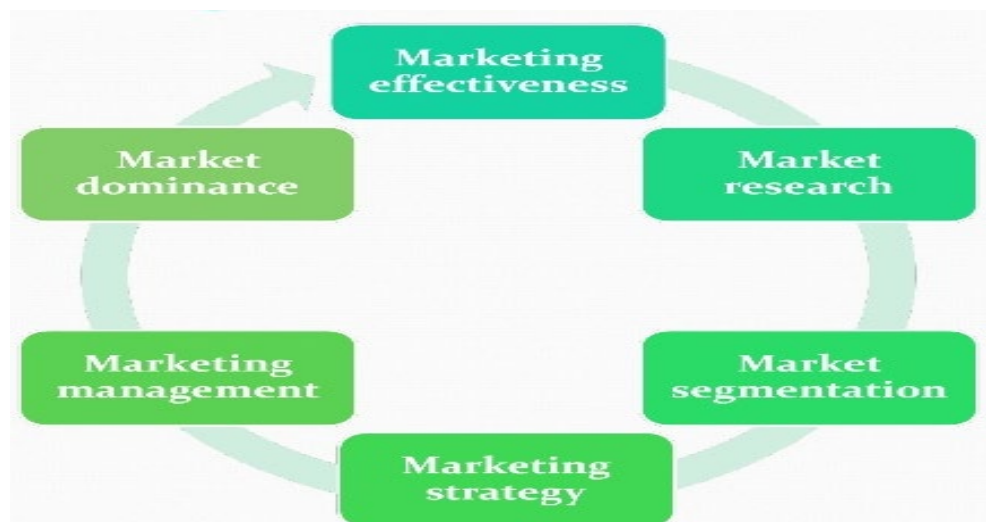 Marketing
effectiveness
Market
research
Market
segmentation
Marketing
strategy
Marketing
management
Market
dominance